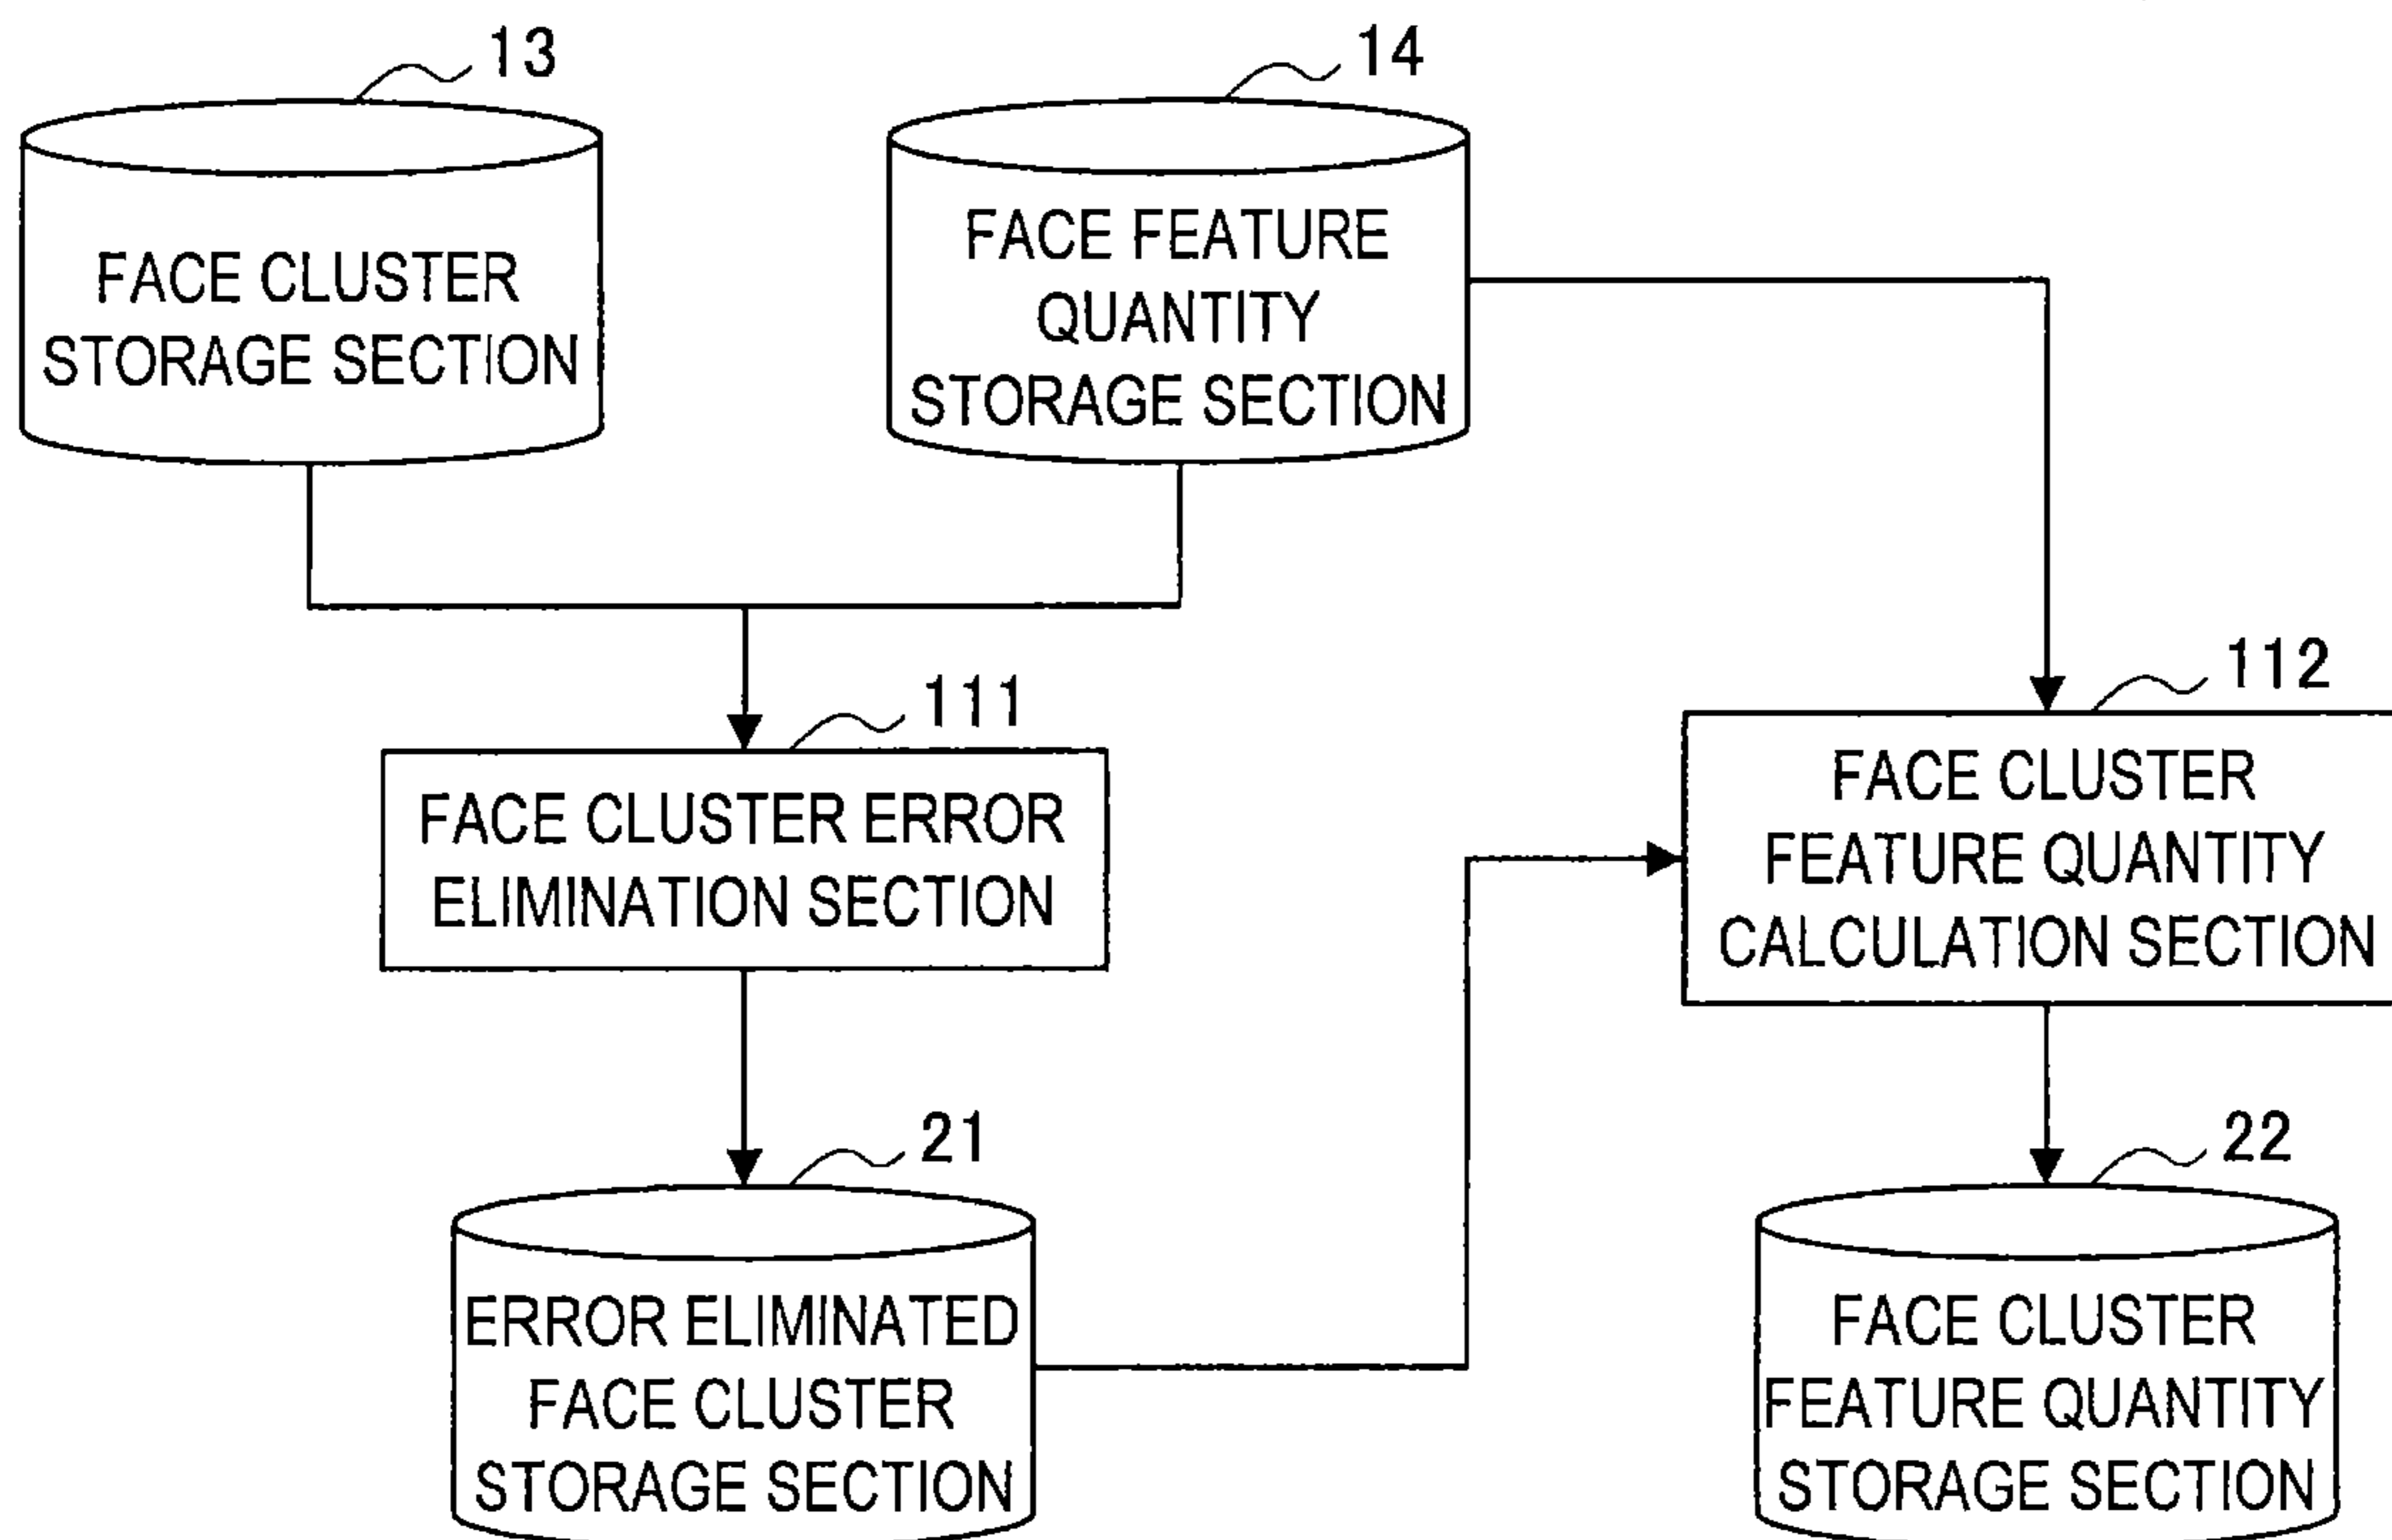 13
FACE CLUSTER
STORAGE SECTION
14
FACE FEATURE
QUANTITY
STORAGE SECTION
111
FACE CLUSTER ERROR
ELIMINATION SECTION
112
FACE CLUSTER
FEATURE QUANTITY
CALCULATION SECTION
21
ERROR ELIMINATED
FACE CLUSTER
STORAGE SECTION
22
FACE CLUSTER
FEATURE QUANTITY
STORAGE SECTION